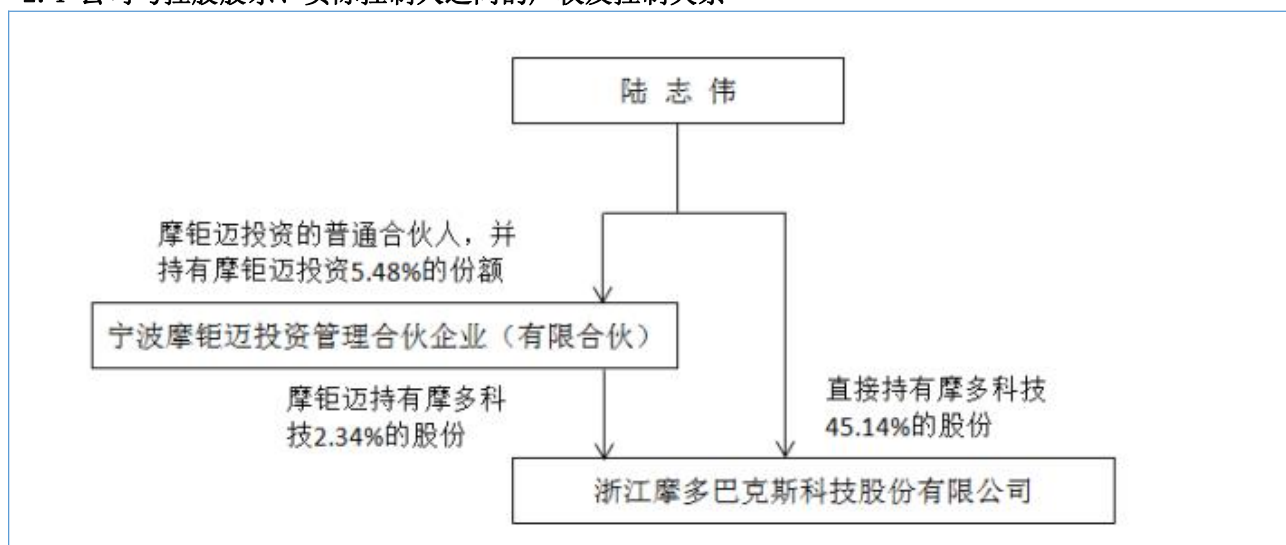 陆 志 伟
摩钜迈投资的普通合伙人，并
持有摩钜迈投资5.48%的份额
宁波摩钜迈投资管理合伙企业（有限合伙）
摩钜迈持有摩多科
技2.34%的股份
直接持有摩多科技
45.14%的股份
浙江摩多巴克斯科技股份有限公司